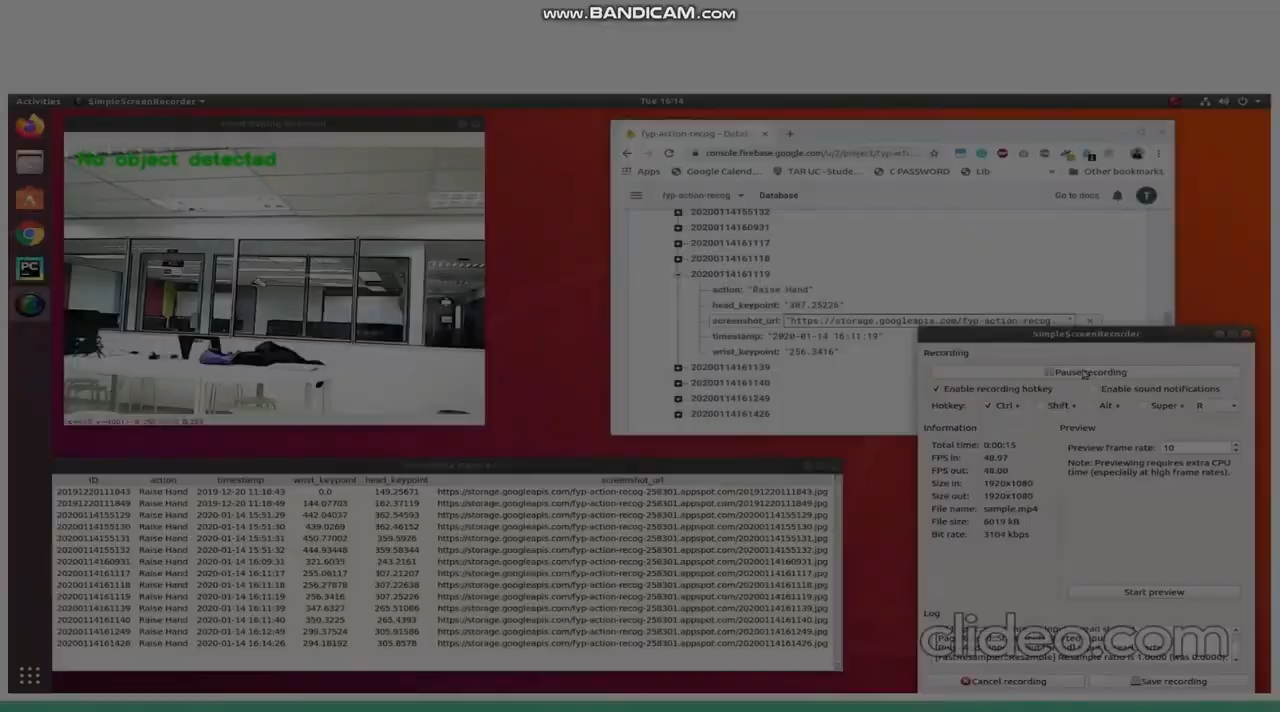 www.BANDICAM.com
Activities SimpleScreenRecorder Tue 16:14
No object detected
fyp-action-recog - Datab
console.firebase.google.com/u/2/project/fyp-acti...
Apps Google Calend... TAR UC - Stude... C PASSWORD Lib » Other bookmarks
fyp-action-recog Database Go to docs T
20200114155132
20200114160931
20200114161117
20200114161118
20200114161119
action: "Raise Hand"
head_keypoint: "307.25226"
screenshot_url: "https://storage.googleapis.com/fyp-action-recog-
timestamp: "2020-01-14 16:11:19"
wrist_keypoint: "256.3416"
20200114161139
20200114161140
20200114161249
20200114161426
SimpleScreenRecorder
Recording
Pause recording
Enable recording hotkey Enable sound notifications
Hotkey: Ctrl + Shift + Alt + Super + R
Information
Total time: 0:00:15
FPS in: 48.97
FPS out: 48.00
Size in: 1920x1080
Size out: 1920x1080
File name: sample.mp4
File size: 6019 kB
Bit rate: 3104 kbps
Preview
Preview frame rate: 10
Note: Previewing requires extra CPU
time (especially at high frame rates).
Start preview
Log
[FastResampler::Resample] Resample ratio is 1.0000 (was 0.0000).
Cancel recording Save recording
clideo.com
ID action timestamp wrist_keypoint head_keypoint screenshot_url
20191220111843 Raise Hand 2019-12-20 11:18:43 0.0 149.25671 https://storage.googleapis.com/fyp-action-recog-258301.appspot.com/20191220111843.jpg
20191220111849 Raise Hand 2019-12-20 11:18:49 144.07703 162.37119 https://storage.googleapis.com/fyp-action-recog-258301.appspot.com/20191220111849.jpg
20200114155129 Raise Hand 2020-01-14 15:51:29 442.04037 362.54593 https://storage.googleapis.com/fyp-action-recog-258301.appspot.com/20200114155129.jpg
20200114155130 Raise Hand 2020-01-14 15:51:30 439.0269 362.46152 https://storage.googleapis.com/fyp-action-recog-258301.appspot.com/20200114155130.jpg
20200114155131 Raise Hand 2020-01-14 15:51:31 450.77002 359.5926 https://storage.googleapis.com/fyp-action-recog-258301.appspot.com/20200114155131.jpg
20200114155132 Raise Hand 2020-01-14 15:51:32 444.93448 359.58344 https://storage.googleapis.com/fyp-action-recog-258301.appspot.com/20200114155132.jpg
20200114160931 Raise Hand 2020-01-14 16:09:31 321.6035 243.2161 https://storage.googleapis.com/fyp-action-recog-258301.appspot.com/20200114160931.jpg
20200114161117 Raise Hand 2020-01-14 16:11:17 255.06117 307.21207 https://storage.googleapis.com/fyp-action-recog-258301.appspot.com/20200114161117.jpg
20200114161118 Raise Hand 2020-01-14 16:11:18 256.27878 307.22638 https://storage.googleapis.com/fyp-action-recog-258301.appspot.com/20200114161118.jpg
20200114161119 Raise Hand 2020-01-14 16:11:19 256.3416 307.25226 https://storage.googleapis.com/fyp-action-recog-258301.appspot.com/20200114161119.jpg
20200114161139 Raise Hand 2020-01-14 16:11:39 347.6327 265.51086 https://storage.googleapis.com/fyp-action-recog-258301.appspot.com/20200114161139.jpg
20200114161140 Raise Hand 2020-01-14 16:11:40 350.3225 265.4393 https://storage.googleapis.com/fyp-action-recog-258301.appspot.com/20200114161140.jpg
20200114161249 Raise Hand 2020-01-14 16:12:49 299.37524 305.91586 https://storage.googleapis.com/fyp-action-recog-258301.appspot.com/20200114161249.jpg
20200114161426 Raise Hand 2020-01-14 16:14:26 294.18192 305.8578 https://storage.googleapis.com/fyp-action-recog-258301.appspot.com/20200114161426.jpg